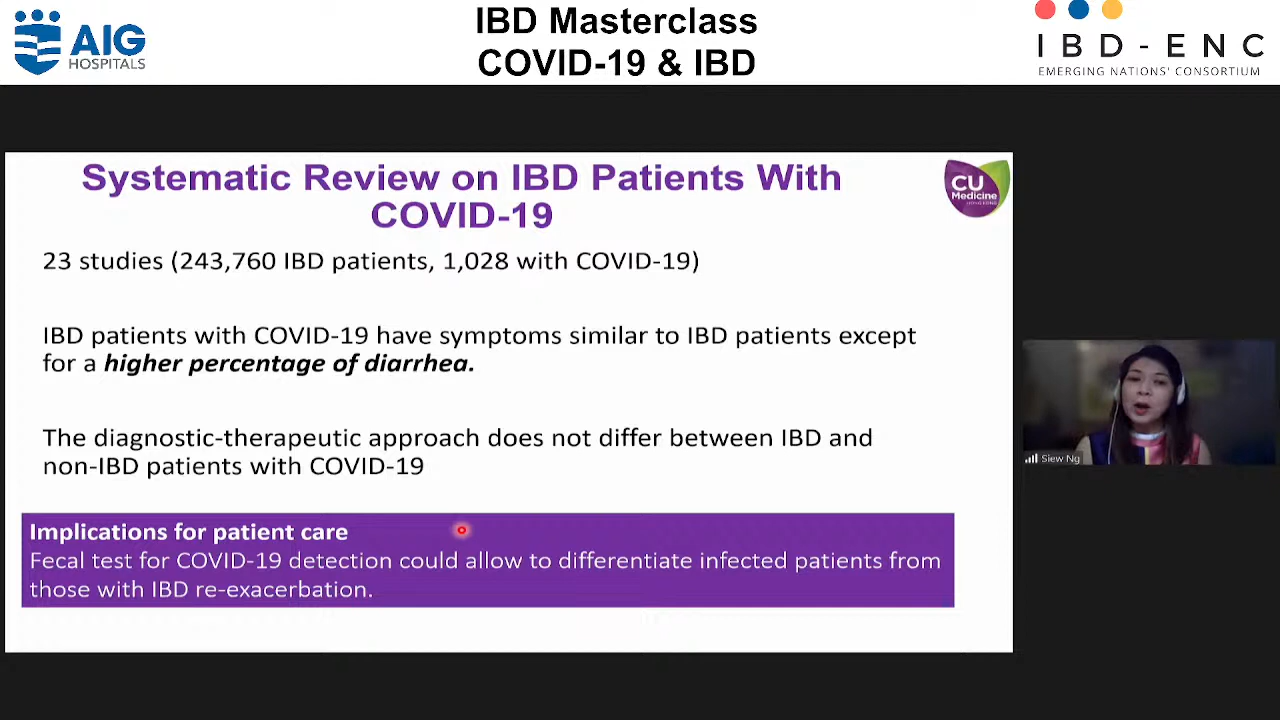 AIG
HOSPITALS
IBD Masterclass
COVID-19 & IBD
IBD-ENC
EMERGING NATIONS' CONSORTIUM
Systematic Review on IBD Patients With
COVID-19
CU
Medicine
HONG KONG
23 studies (243,760 IBD patients, 1,028 with COVID-19)
IBD patients with COVID-19 have symptoms similar to IBD patients except
for a higher percentage of diarrhea.
The diagnostic-therapeutic approach does not differ between IBD and
non-IBD patients with COVID-19
Implications for patient care
Fecal test for COVID-19 detection could allow to differentiate infected patients from
those with IBD re-exacerbation.
Siew Ng